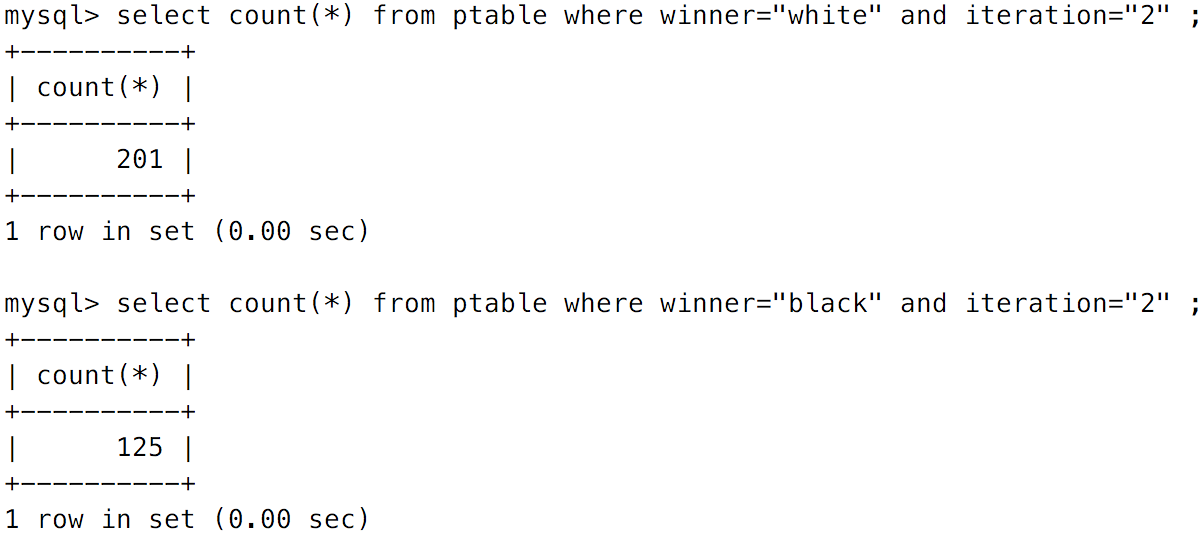 mysql> select count(*) from ptable where winner="white" and iteration="2" ;
+----------+
| count(*) |
+----------+
|      201 |
+----------+
1 row in set (0.00 sec)

mysql> select count(*) from ptable where winner="black" and iteration="2" ;
+----------+
| count(*) |
+----------+
|      125 |
+----------+
1 row in set (0.00 sec)